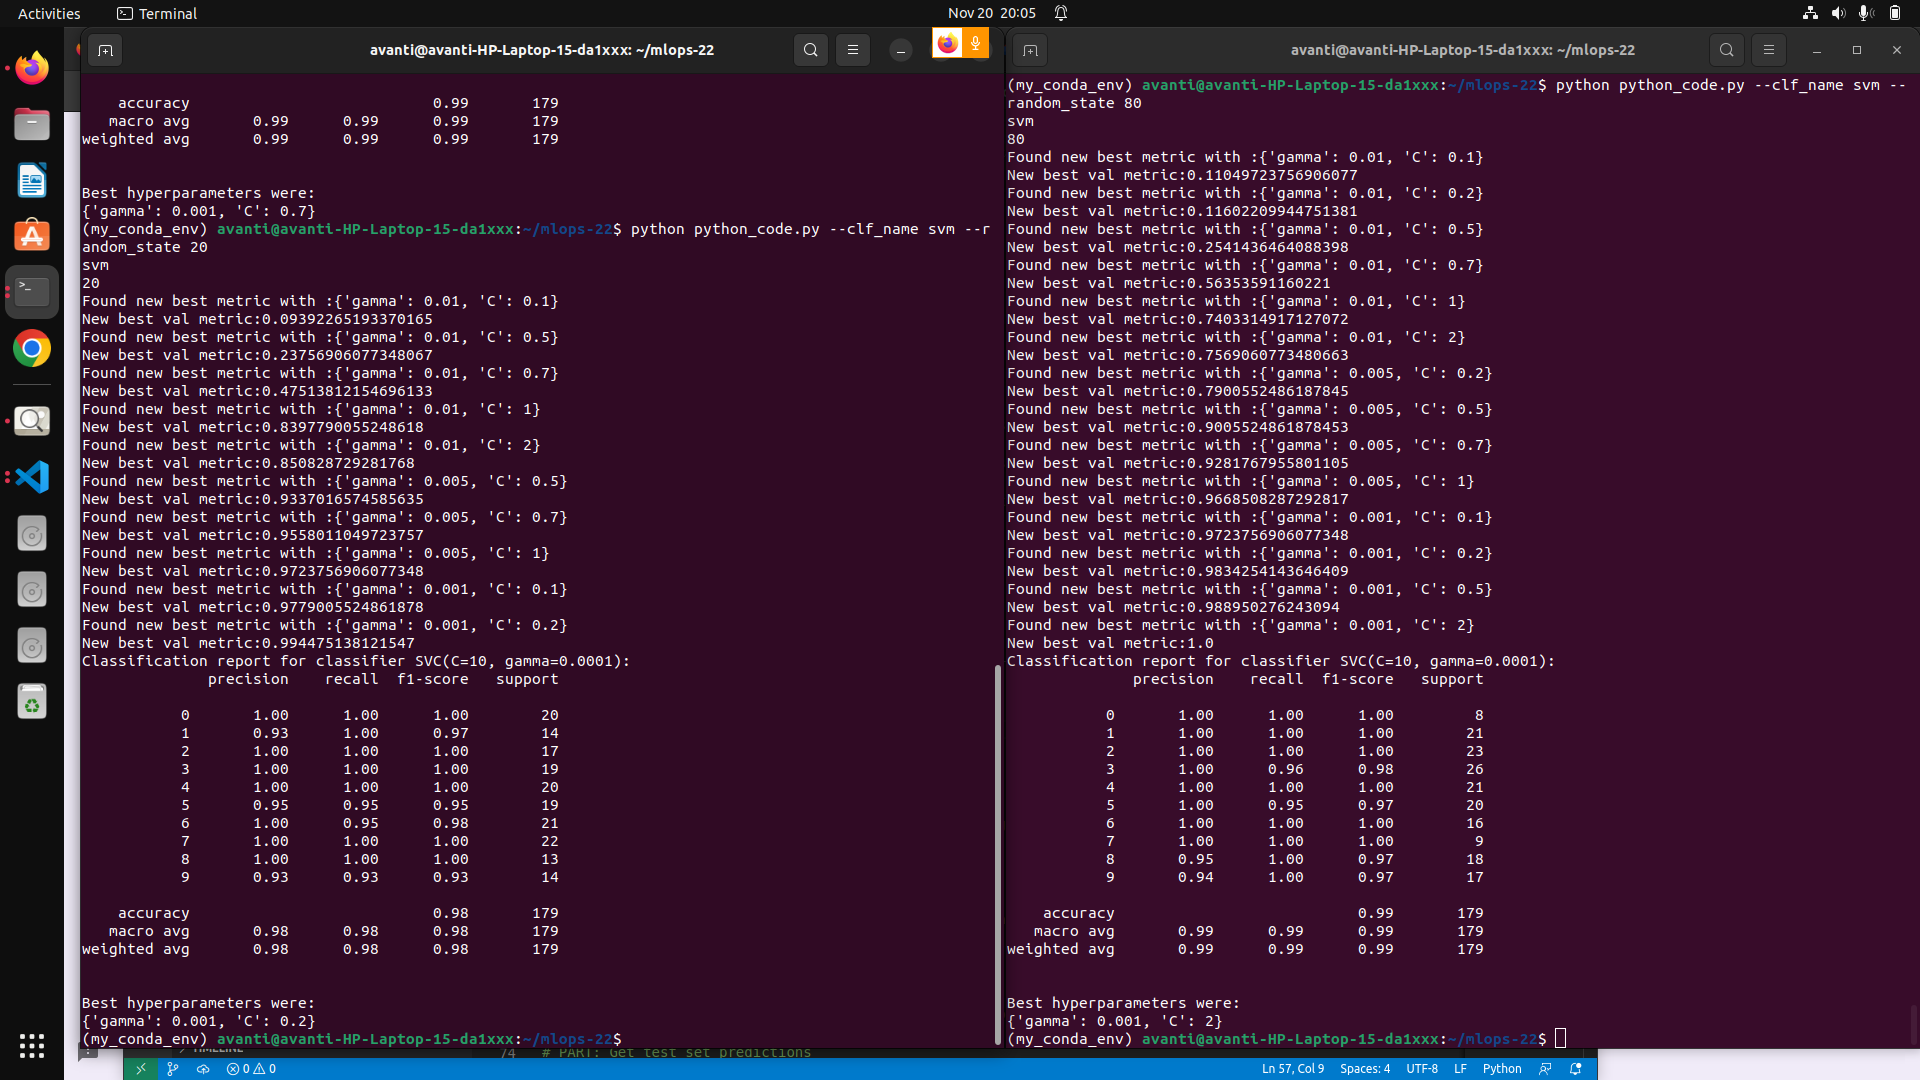 Activities
Terminal
Nov 20 20:05
avanti@avanti-HP-Laptop-15-da1xxx: ~/mlops-22
accuracy 0.99 179
macro avg 0.99 0.99 0.99 179
weighted avg 0.99 0.99 0.99 179
Best hyperparameters were:
{'gamma': 0.001, 'C': 0.7}
(my_conda_env) avanti@avanti-HP-Laptop-15-da1xxx:~/mlops-22$ python python_code.py --clf_name svm --r
andom_state 20
svm
20
Found new best metric with :{'gamma': 0.01, 'C': 0.1}
New best val metric:0.09392265193370165
Found new best metric with :{'gamma': 0.01, 'C': 0.5}
New best val metric:0.23756906077348067
Found new best metric with :{'gamma': 0.01, 'C': 0.7}
New best val metric:0.47513812154696133
Found new best metric with :{'gamma': 0.01, 'C': 1}
New best val metric:0.8397790055248618
Found new best metric with :{'gamma': 0.01, 'C': 2}
New best val metric:0.850828729281768
Found new best metric with :{'gamma': 0.005, 'C': 0.5}
New best val metric:0.9337016574585635
Found new best metric with :{'gamma': 0.005, 'C': 0.7}
New best val metric:0.9558011049723757
Found new best metric with :{'gamma': 0.005, 'C': 1}
New best val metric:0.9723756906077348
Found new best metric with :{'gamma': 0.001, 'C': 0.1}
New best val metric:0.9779005524861878
Found new best metric with :{'gamma': 0.001, 'C': 0.2}
New best val metric:0.994475138121547
Classification report for classifier SVC(C=10, gamma=0.0001):
precision recall f1-score support
0 1.00 1.00 1.00 20
1 0.93 1.00 0.97 14
2 1.00 1.00 1.00 17
3 1.00 1.00 1.00 19
4 1.00 1.00 1.00 20
5 0.95 0.95 0.95 19
6 1.00 0.95 0.98 21
7 1.00 1.00 1.00 22
8 1.00 1.00 1.00 13
9 0.93 0.93 0.93 14
accuracy 0.98 179
macro avg 0.98 0.98 0.98 179
weighted avg 0.98 0.98 0.98 179
Best hyperparameters were:
{'gamma': 0.001, 'C': 0.2}
(my_conda_env) avanti@avanti-HP-Laptop-15-da1xxx:~/mlops-22$
avanti@avanti-HP-Laptop-15-da1xxx: ~/mlops-22
(my_conda_env) avanti@avanti-HP-Laptop-15-da1xxx:~/mlops-22$ python python_code.py --clf_name svm --
random_state 80
svm
80
Found new best metric with :{'gamma': 0.01, 'C': 0.1}
New best val metric:0.11049723756906077
Found new best metric with :{'gamma': 0.01, 'C': 0.2}
New best val metric:0.11602209944751381
Found new best metric with :{'gamma': 0.01, 'C': 0.5}
New best val metric:0.2541436464088398
Found new best metric with :{'gamma': 0.01, 'C': 0.7}
New best val metric:0.56353591160221
Found new best metric with :{'gamma': 0.01, 'C': 1}
New best val metric:0.7403314917127072
Found new best metric with :{'gamma': 0.01, 'C': 2}
New best val metric:0.7569060773480663
Found new best metric with :{'gamma': 0.005, 'C': 0.2}
New best val metric:0.7900552486187845
Found new best metric with :{'gamma': 0.005, 'C': 0.5}
New best val metric:0.9005524861878453
Found new best metric with :{'gamma': 0.005, 'C': 0.7}
New best val metric:0.9281767955801105
Found new best metric with :{'gamma': 0.005, 'C': 1}
New best val metric:0.9668508287292817
Found new best metric with :{'gamma': 0.001, 'C': 0.1}
New best val metric:0.9723756906077348
Found new best metric with :{'gamma': 0.001, 'C': 0.2}
New best val metric:0.9834254143646409
Found new best metric with :{'gamma': 0.001, 'C': 0.5}
New best val metric:0.988950276243094
Found new best metric with :{'gamma': 0.001, 'C': 2}
New best val metric:1.0
Classification report for classifier SVC(C=10, gamma=0.0001):
precision recall f1-score support
0 1.00 1.00 1.00 8
1 1.00 1.00 1.00 21
2 1.00 1.00 1.00 23
3 1.00 0.96 0.98 26
4 1.00 1.00 1.00 21
5 1.00 0.95 0.97 20
6 1.00 1.00 1.00 16
7 1.00 1.00 1.00 9
8 0.95 1.00 0.97 18
9 0.94 1.00 0.97 17
accuracy 0.99 179
macro avg 0.99 0.99 0.99 179
weighted avg 0.99 0.99 0.99 179
Best hyperparameters were:
{'gamma': 0.001, 'C': 2}
(my_conda_env) avanti@avanti-HP-Laptop-15-da1xxx:~/mlops-22$
TIMELINE
74 # PART: Get test set predictions
0 0
Ln 57, Col 9 Spaces: 4 UTF-8 LF Python